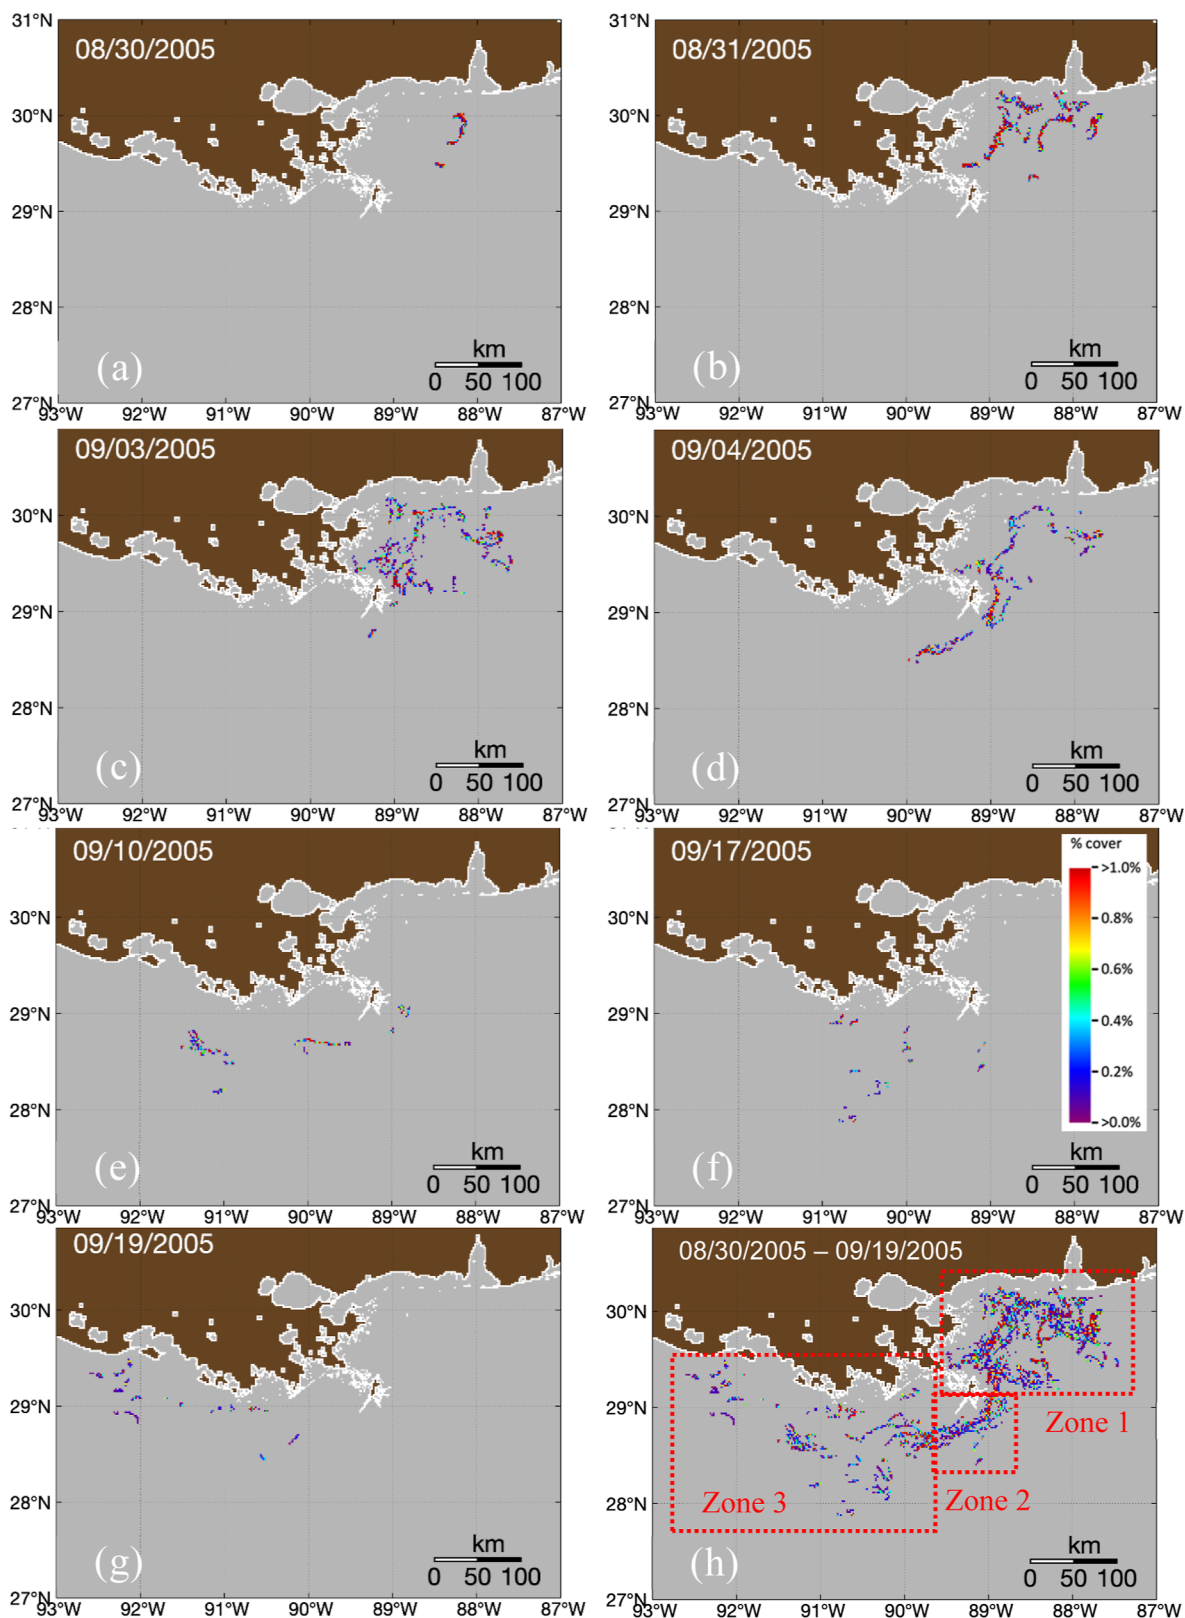 31°N
08/30/2005
30°N
29°N
28°N
27°N
(a)
km
0 50 100
93°W 92°W 91°W 90°W 89°W 88°W 87°W
31°N
08/31/2005
30°N
29°N
28°N
27°N
(b)
km
0 50 100
93°W 92°W 91°W 90°W 89°W 88°W 87°W
09/03/2005
30°N
29°N
28°N
27°N
(c)
km
0 50 100
93°W 92°W 91°W 90°W 89°W 88°W 87°W
09/04/2005
30°N
29°N
28°N
27°N
(d)
km
0 50 100
93°W 92°W 91°W 90°W 89°W 88°W 87°W
09/10/2005
30°N
29°N
28°N
27°N
(e)
km
0 50 100
93°W 92°W 91°W 90°W 89°W 88°W 87°W
09/17/2005
30°N
29°N
28°N
27°N
% cover
>1.0%
0.8%
0.6%
0.4%
0.2%
>0.0%
(f)
km
0 50 100
93°W 92°W 91°W 90°W 89°W 88°W 87°W
09/19/2005
30°N
29°N
28°N
27°N
(g)
km
0 50 100
93°W 92°W 91°W 90°W 89°W 88°W 87°W
08/30/2005 – 09/19/2005
30°N
29°N
28°N
27°N
Zone 1
Zone 3
Zone 2
(h)
km
0 50 100
93°W 92°W 91°W 90°W 89°W 88°W 87°W